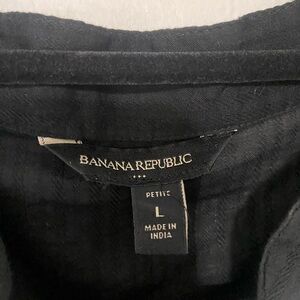 BANANA REPUBLIC
PETITE
L
MADE IN
INDIA